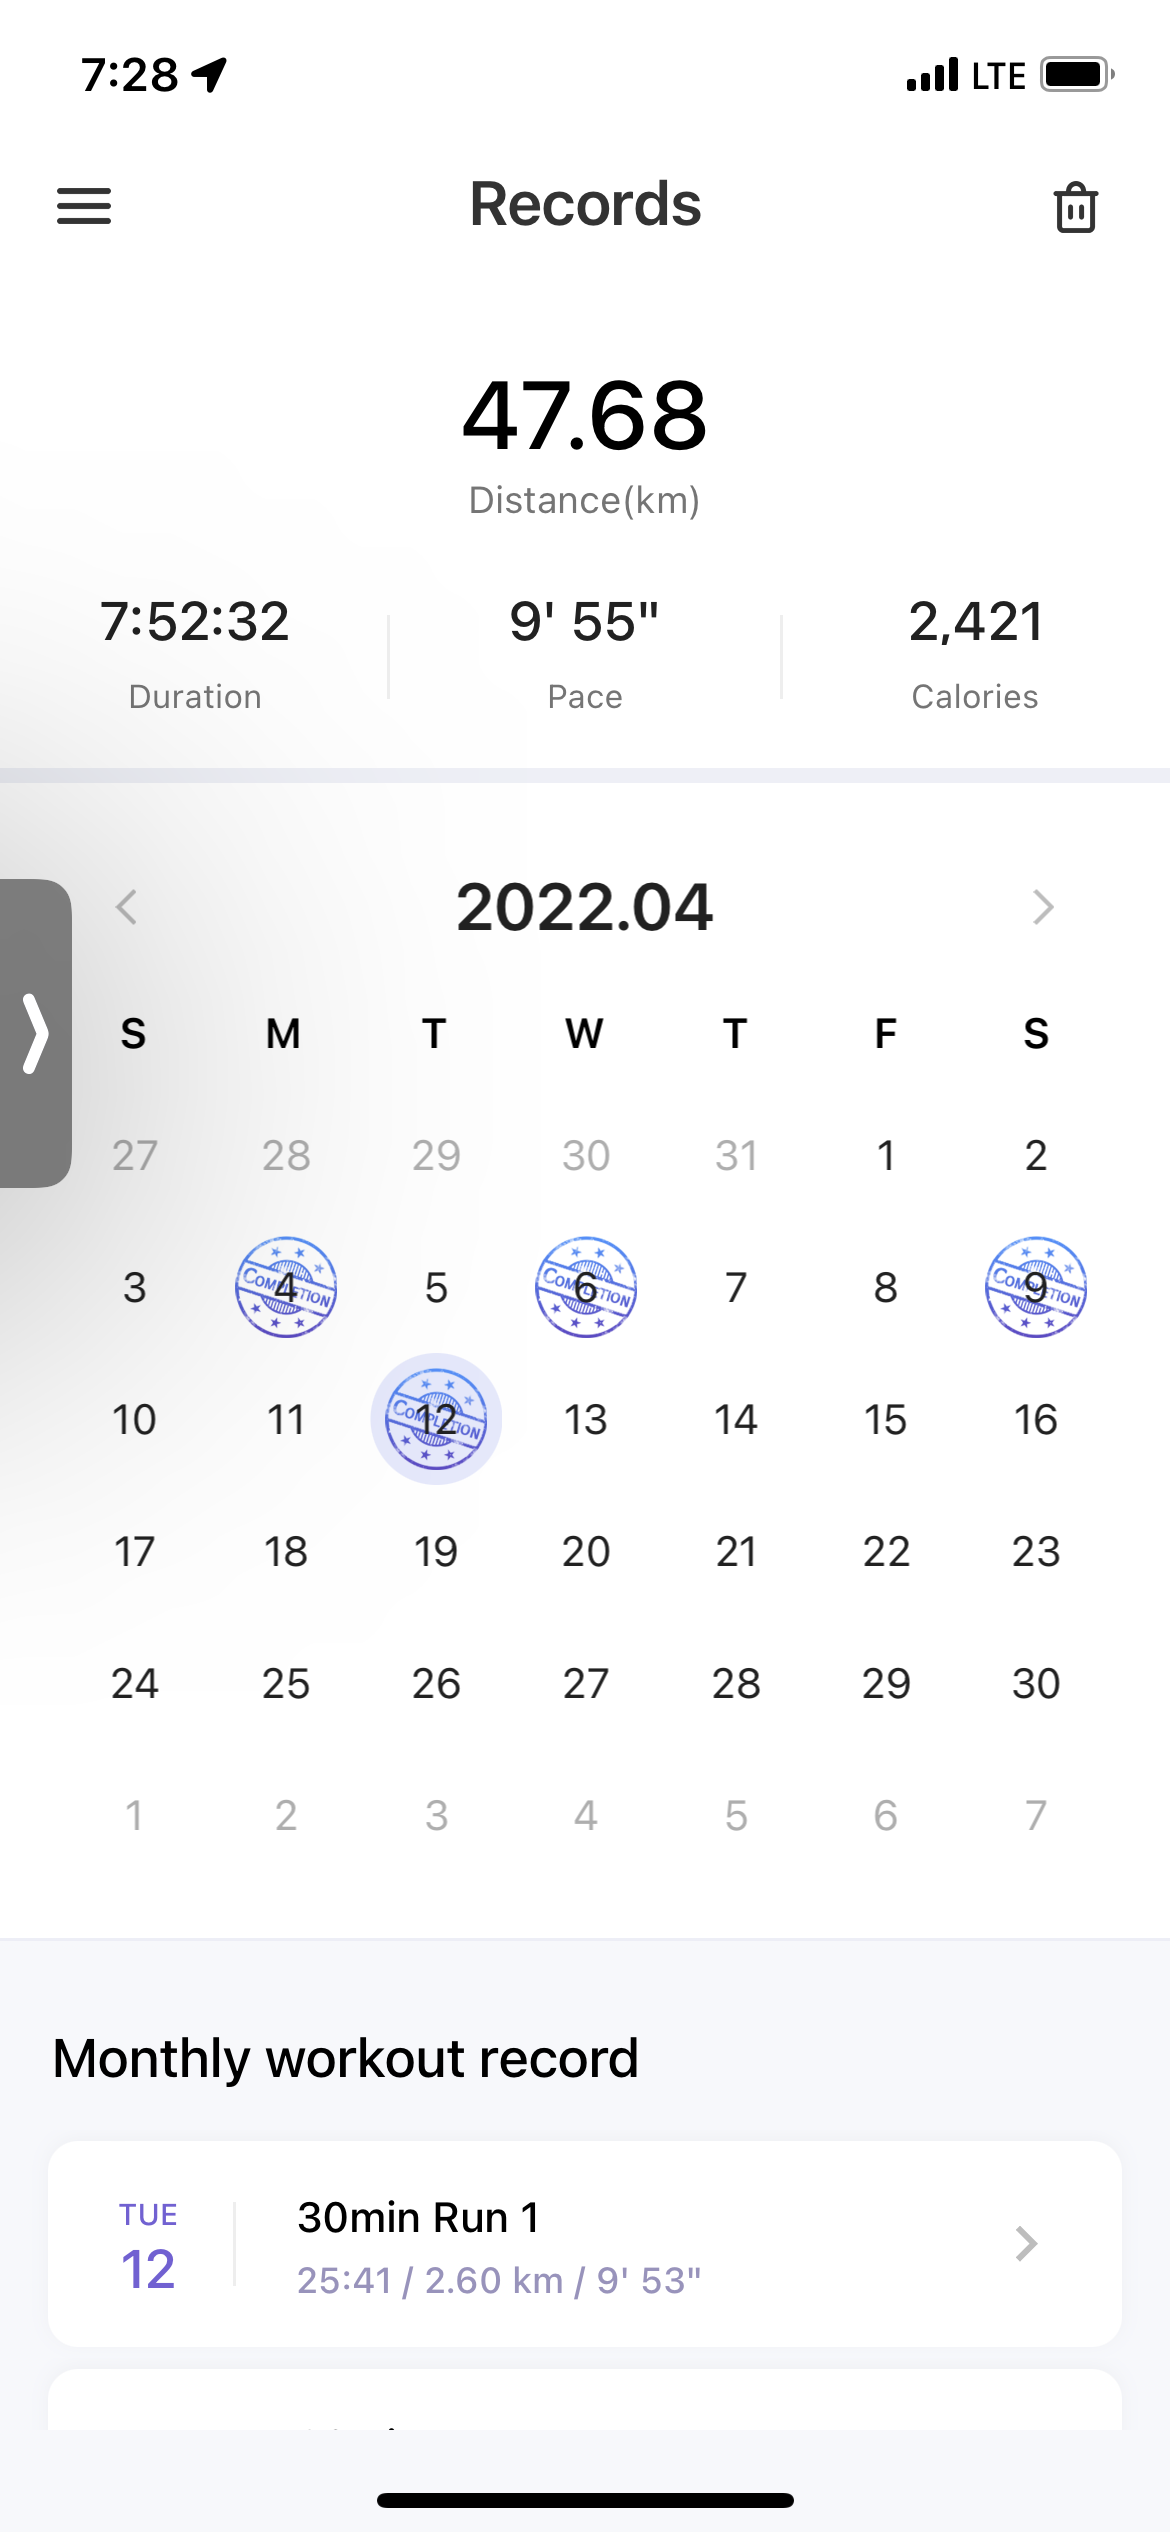 7:28 LTE
Records
47.68
Distance(km)
7:52:32 9' 55" 2,421
Duration Pace Calories
2022.04
S M T W T F S
27 28 29 30 31 1 2
3 4 5 6 7 8 9
COMPLETION COMPLETION COMPLETION
10 11 12 13 14 15 16
COMPLETION
17 18 19 20 21 22 23
24 25 26 27 28 29 30
1 2 3 4 5 6 7
Monthly workout record
TUE
12
30min Run 1
25:41 / 2.60 km / 9' 53"